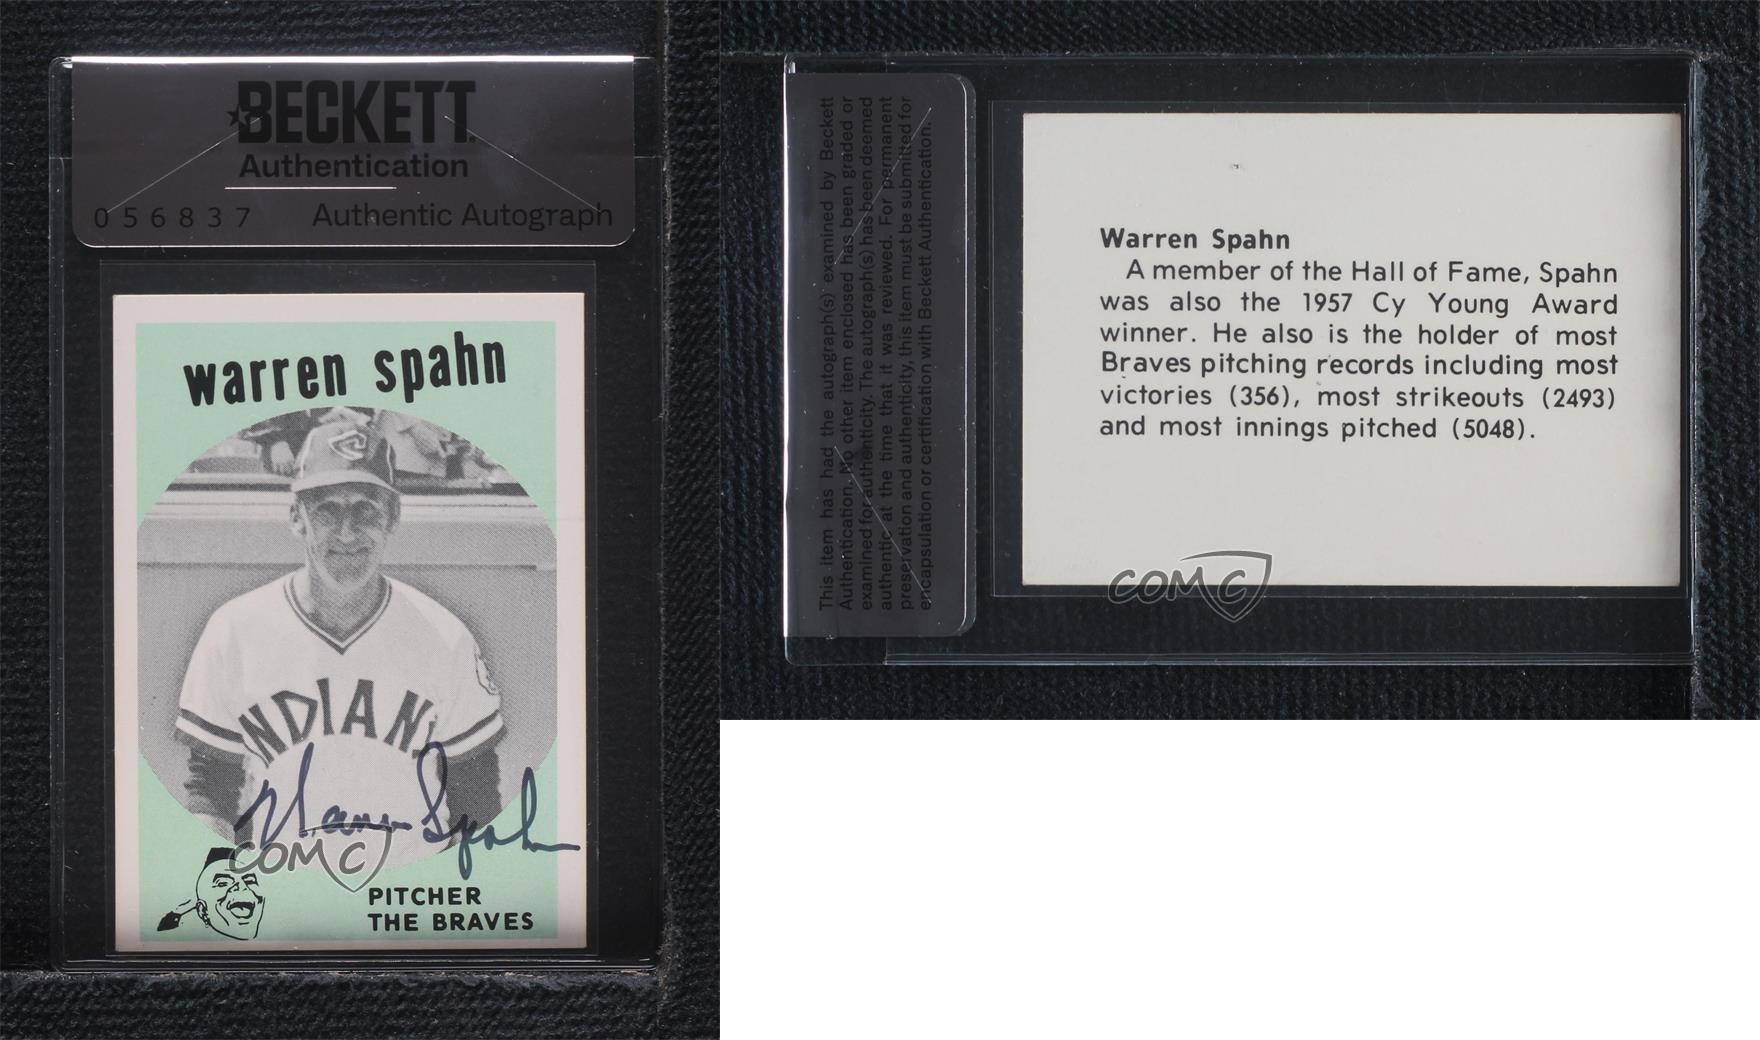 BECKETT
Authentication
056837 Authentic Autograph
warren spahn
INDIANS
Warren Spahn
COMC
PITCHER
THE BRAVES
This item has had the autograph(s) examined by Beckett
Authentication. No other item enclosed has been graded or
examined for authenticity. The autograph(s) has been deemed
authentic at the time that it was reviewed. For permanent
preservation and authenticity, this item must be submitted for
encapsulation or certification with Beckett Authentication.
Warren Spahn
A member of the Hall of Fame, Spahn
was also the 1957 Cy Young Award
winner. He also is the holder of most
Braves pitching records including most
victories (356), most strikeouts (2493)
and most innings pitched (5048).
COMC